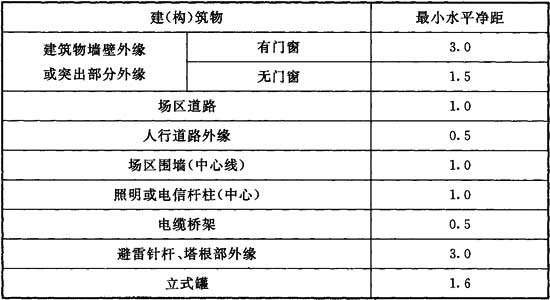 建(构)筑物 最小水平净距
建筑物墙壁外缘或突出部分外缘 有门窗 3.0
无门窗 1.5
场区道路 1.0
人行道路外缘 0.5
场区围墙(中心线) 1.0
照明或电信杆柱(中心) 1.0
电缆桥架 0.5
避雷针杆、塔根部外缘 3.0
立式罐 1.6